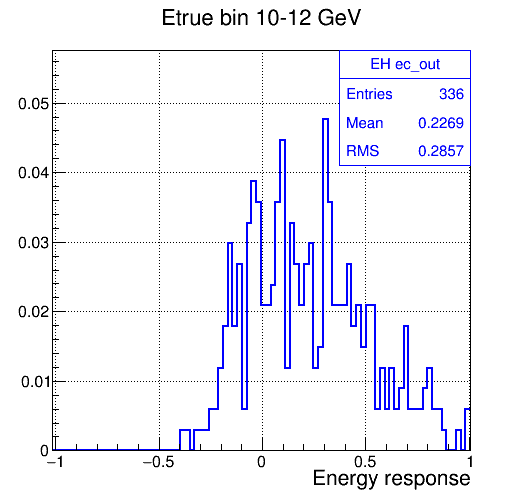 Etrue bin 10-12 GeV
EH ec_out
Entries 336
Mean 0.2269
RMS 0.2857
0.05
0.04
0.03
0.02
0.01
0
−1 −0.5 0 0.5 1
Energy response